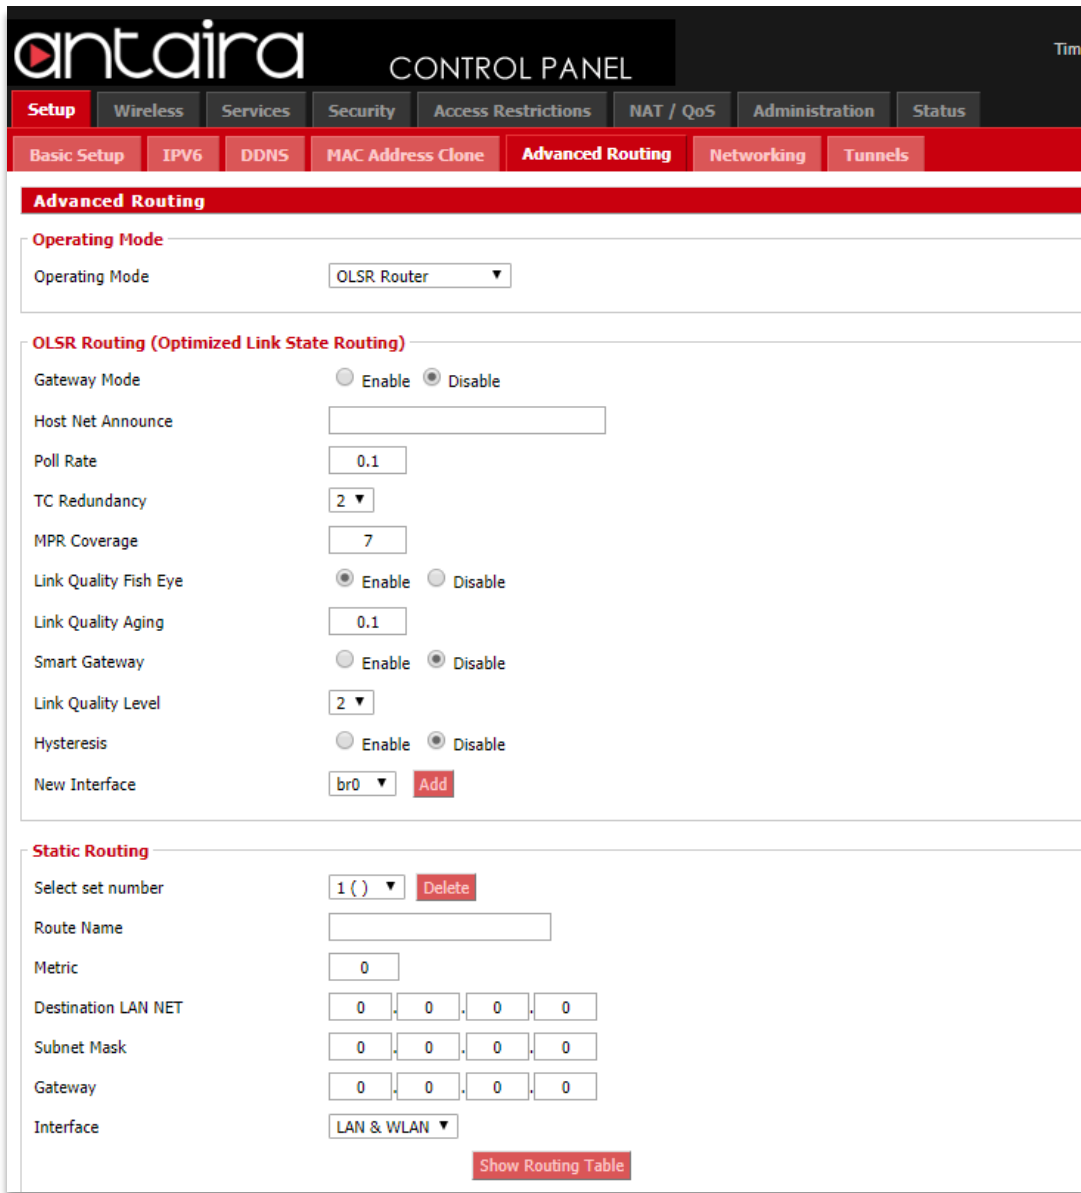 antaira CONTROL PANEL
Tim
Setup Wireless Services Security Access Restrictions NAT / QoS Administration Status
Basic Setup IPV6 DDNS MAC Address Clone Advanced Routing Networking Tunnels
Advanced Routing
Operating Mode
Operating Mode OLSR Router
OLSR Routing (Optimized Link State Routing)
Gateway Mode Enable Disable
Host Net Announce
Poll Rate 0.1
TC Redundancy 2
MPR Coverage 7
Link Quality Fish Eye Enable Disable
Link Quality Aging 0.1
Smart Gateway Enable Disable
Link Quality Level 2
Hysteresis Enable Disable
New Interface br0 Add
Static Routing
Select set number 1 ( ) Delete
Route Name
Metric 0
Destination LAN NET 0 . 0 . 0 . 0
Subnet Mask 0 . 0 . 0 . 0
Gateway 0 . 0 . 0 . 0
Interface LAN & WLAN
Show Routing Table